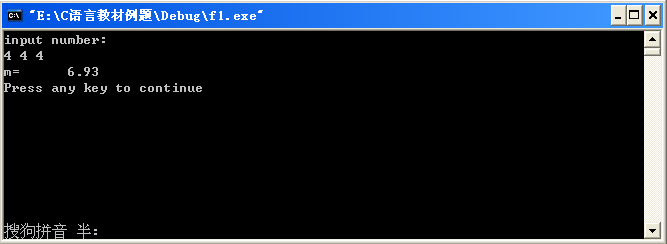 "E:\C语言教材例题\Debug\f1.exe"
input number:
4 4 4
m=      6.93
Press any key to continue
搜狗拼音 半: